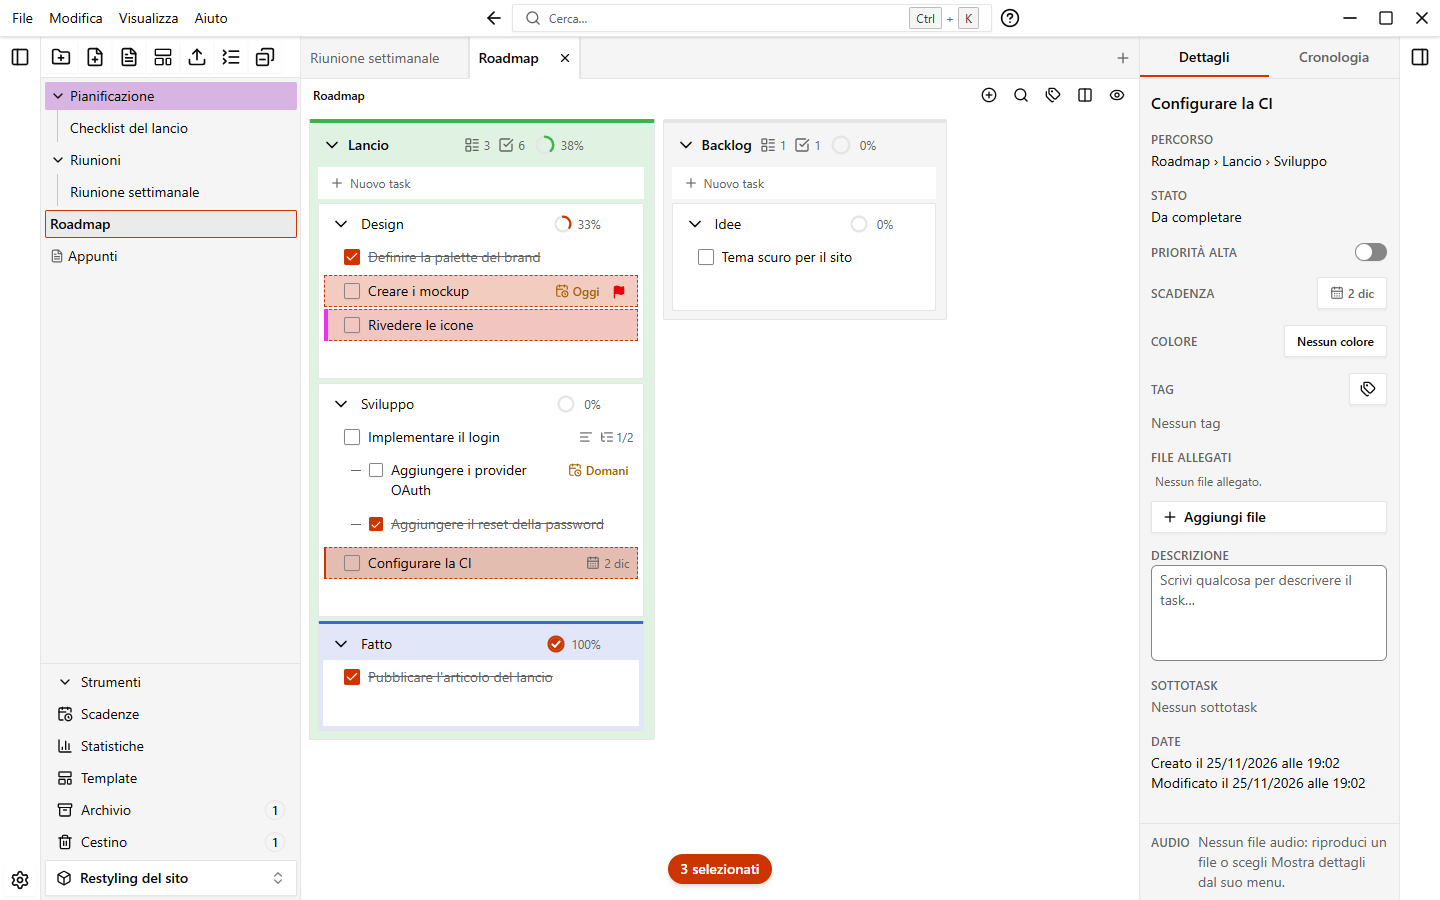 File Modifica Visualizza Aiuto
Cerca... Ctrl + K
Pianificazione
Checklist del lancio
Riunioni
Riunione settimanale
Roadmap
Appunti
Strumenti
Scadenze
Statistiche
Template
Archivio 1
Cestino 1
Restyling del sito
Riunione settimanale Roadmap
Roadmap
Lancio 3 6 38%
Nuovo task
Design 33%
Definire la palette del brand
Creare i mockup Oggi
Rivedere le icone
Sviluppo 0%
Implementare il login 1/2
Aggiungere i provider OAuth Domani
Aggiungere il reset della password
Configurare la CI 2 dic
Fatto 100%
Pubblicare l'articolo del lancio
Backlog 1 1 0%
Nuovo task
Idee 0%
Tema scuro per il sito
3 selezionati
Dettagli Cronologia
Configurare la CI
PERCORSO
Roadmap › Lancio › Sviluppo
STATO
Da completare
PRIORITÀ ALTA
SCADENZA 2 dic
COLORE Nessun colore
TAG
Nessun tag
FILE ALLEGATI
Nessun file allegato.
Aggiungi file
DESCRIZIONE
Scrivi qualcosa per descrivere il
task...
SOTTOTASK
Nessun sottotask
DATE
Creato il 25/11/2026 alle 19:02
Modificato il 25/11/2026 alle 19:02
AUDIO Nessun file audio: riproduci un
file o scegli Mostra dettagli
dal suo menu.